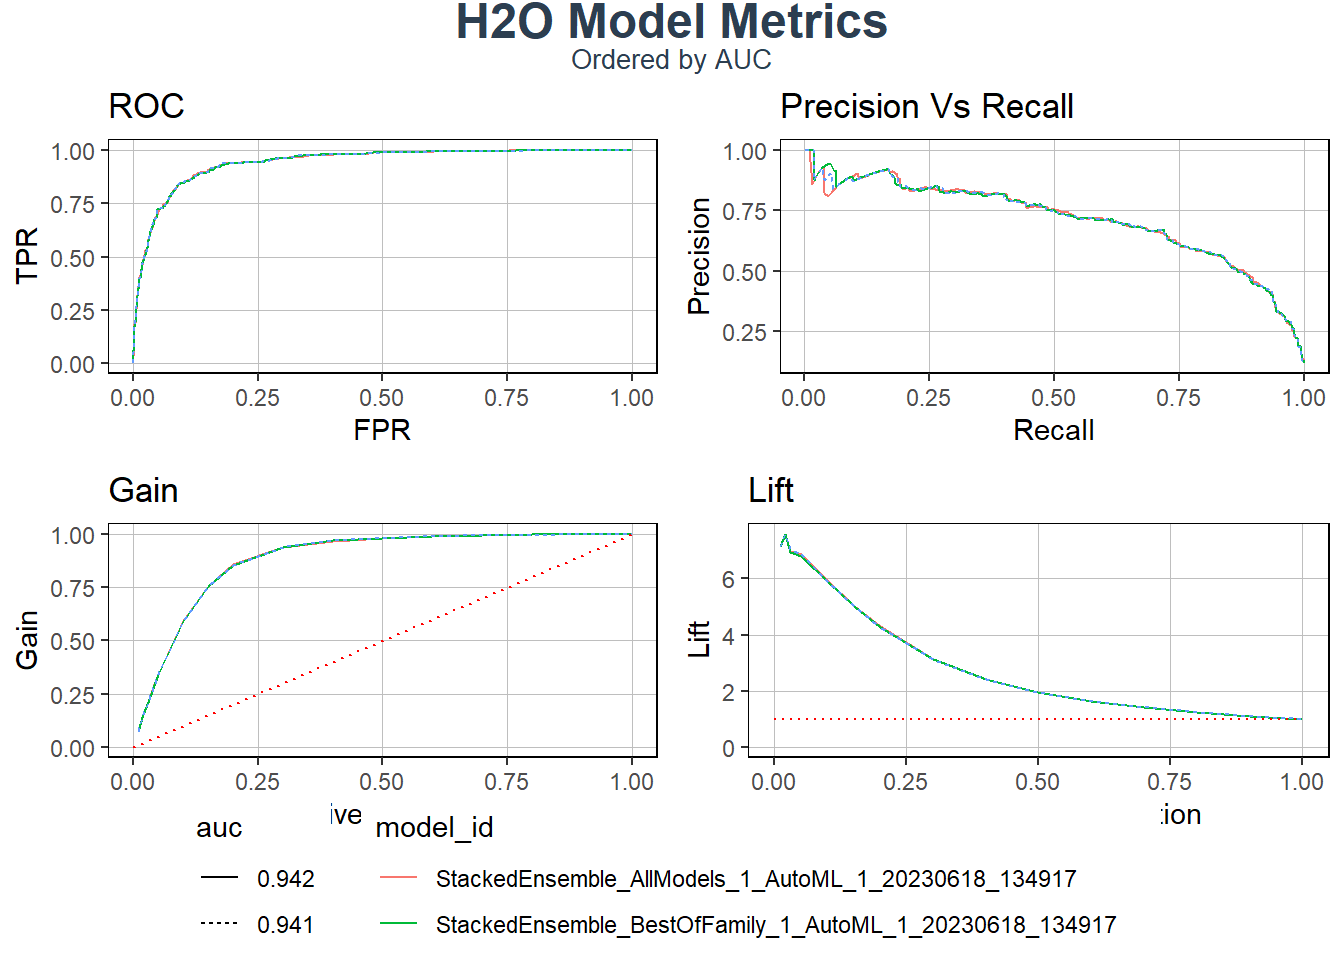 H2O Model Metrics
Ordered by AUC
ROC
1.00
0.75
0.50
0.25
0.00
TPR
0.00 0.25 0.50 0.75 1.00
FPR
Precision Vs Recall
1.00
0.75
0.50
0.25
Precision
0.00 0.25 0.50 0.75 1.00
Recall
Gain
1.00
0.75
0.50
0.25
0.00
Gain
0.00 0.25 0.50 0.75 1.00
ive
Lift
6
4
2
0
Lift
0.00 0.25 0.50 0.75 1.00
tion
auc
0.942
0.941
model_id
StackedEnsemble_AllModels_1_AutoML_1_20230618_134917
StackedEnsemble_BestOfFamily_1_AutoML_1_20230618_134917